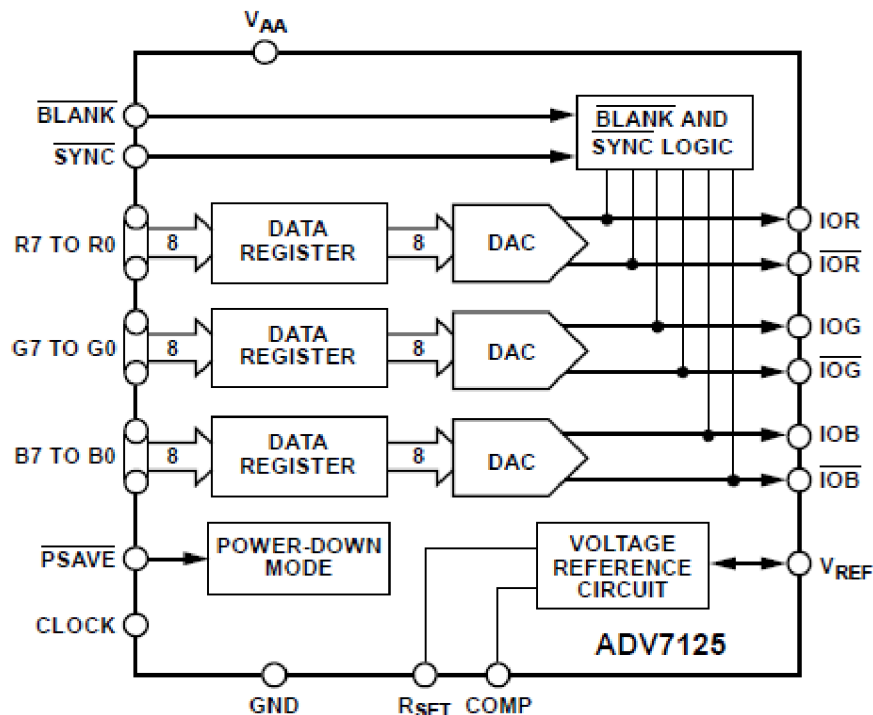 VAA
BLANK
SYNC
BLANK AND
SYNC LOGIC
R7 TO R0
8
DATA
REGISTER
8
DAC
IOR
IOR
G7 TO G0
8
DATA
REGISTER
8
DAC
IOG
IOG
B7 TO B0
8
DATA
REGISTER
8
DAC
IOB
IOB
PSAVE
POWER-DOWN
MODE
VOLTAGE
REFERENCE
CIRCUIT
VREF
CLOCK
ADV7125
GND
RSET
COMP